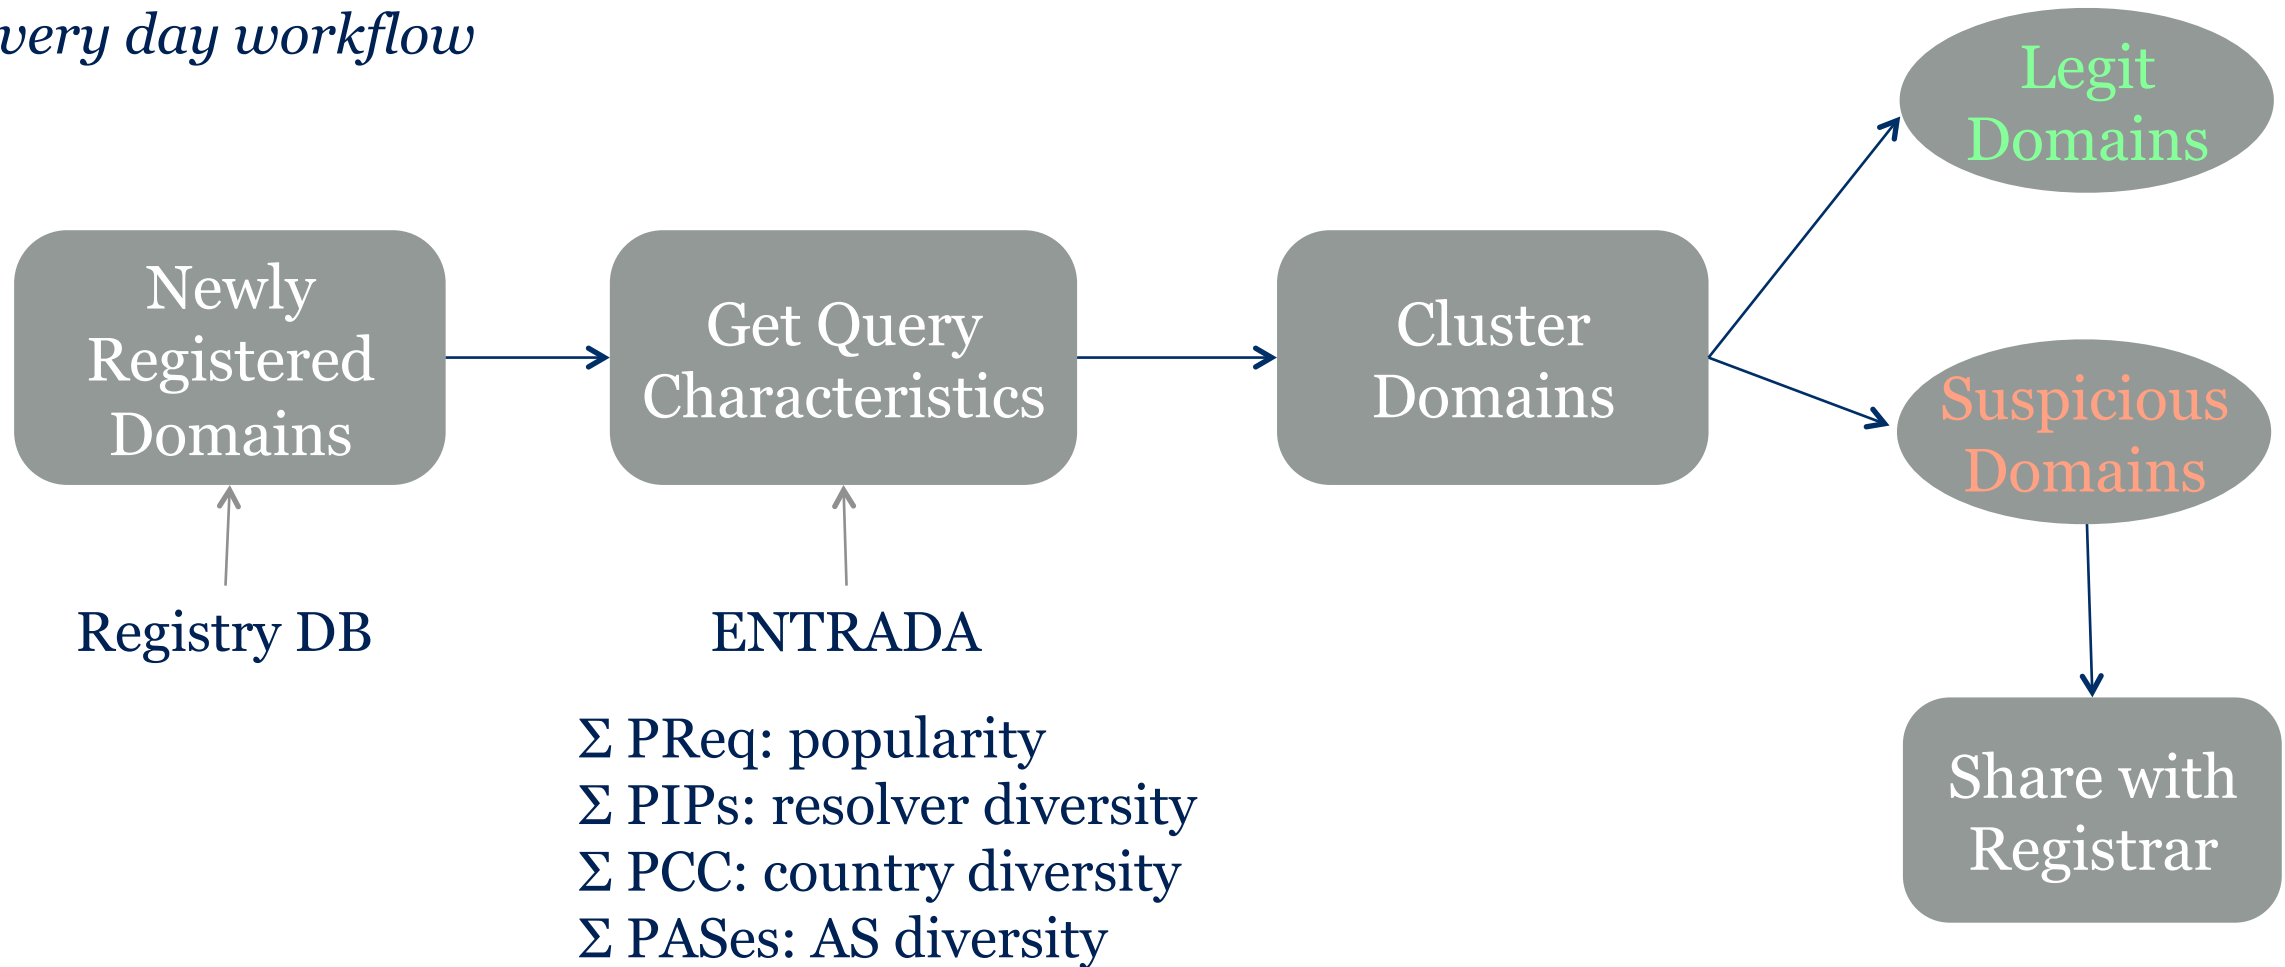 very day workflow
Legit
Domains
Newly
Registered
Domains
Get Query
Characteristics
Cluster
Domains
Suspicious
Domains
Registry DB
ENTRADA
Σ PReq: popularity
Σ PIPs: resolver diversity
Σ PCC: country diversity
Σ PASes: AS diversity
Share with
Registrar